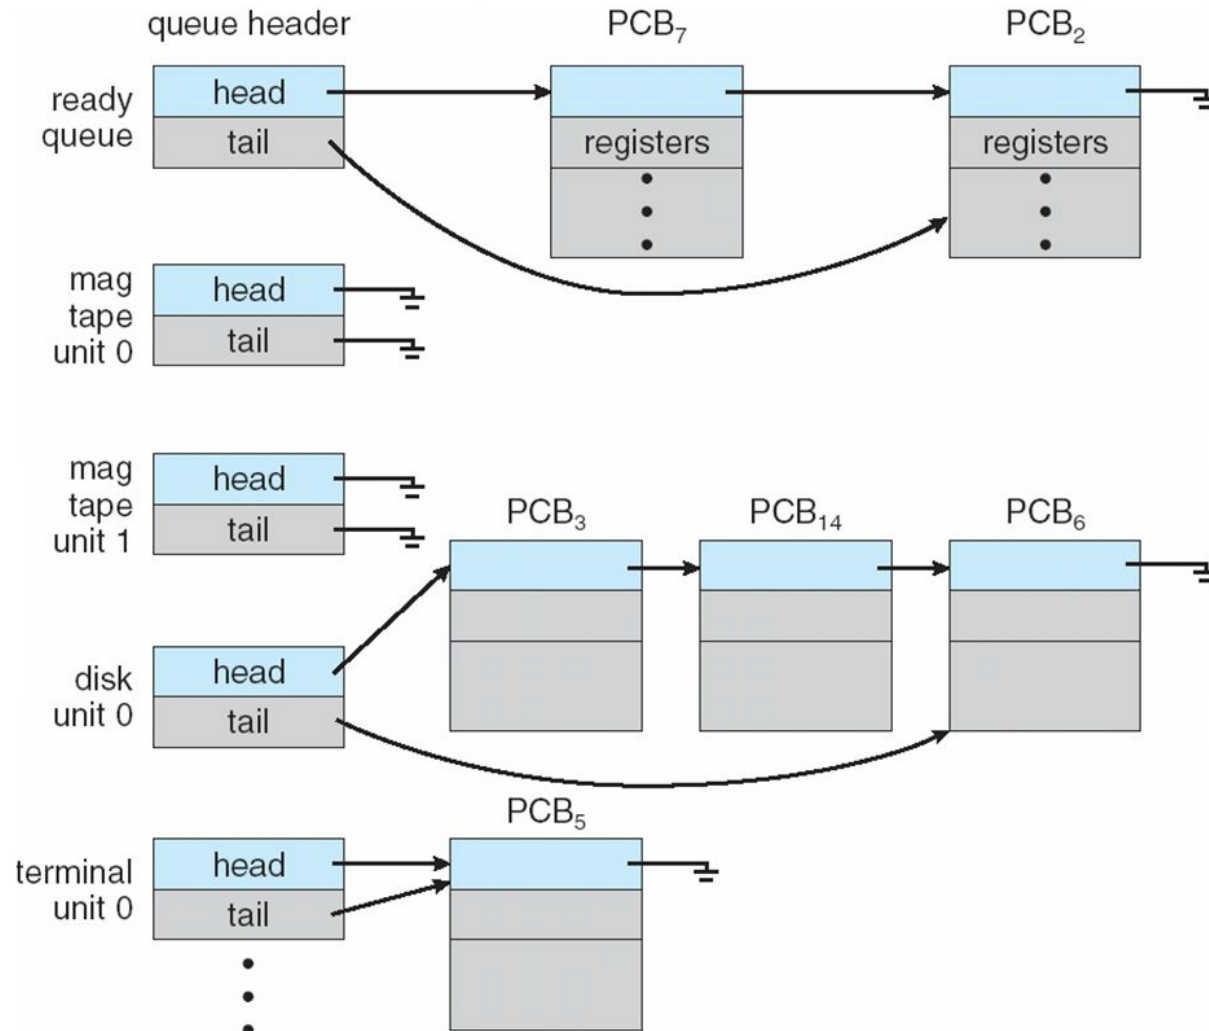 queue header
PCB₇
PCB₂
ready
queue
head
tail
registers
registers
mag
tape
unit 0
head
tail
mag
tape
unit 1
head
tail
PCB₃
PCB₁₄
PCB₆
disk
unit 0
head
tail
PCB₅
terminal
unit 0
head
tail